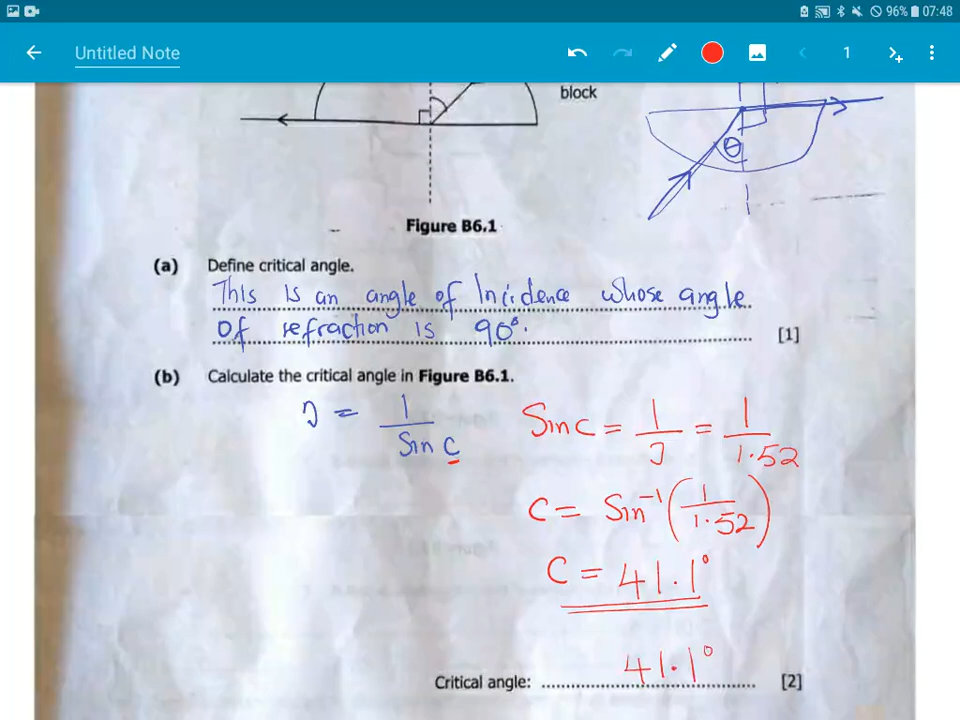 96% 07:48
Untitled Note
1
block
θ
Figure B6.1
(a) Define critical angle.
This is an angle of Incidence whose angle
Of refraction is 90°.
[1]
(b) Calculate the critical angle in Figure B6.1.
η = 1 / Sin c
Sin c = 1 / η = 1 / 1.52
C = Sin⁻¹ (1 / 1.52)
C = 41.1°
41.1°
Critical angle: [2]